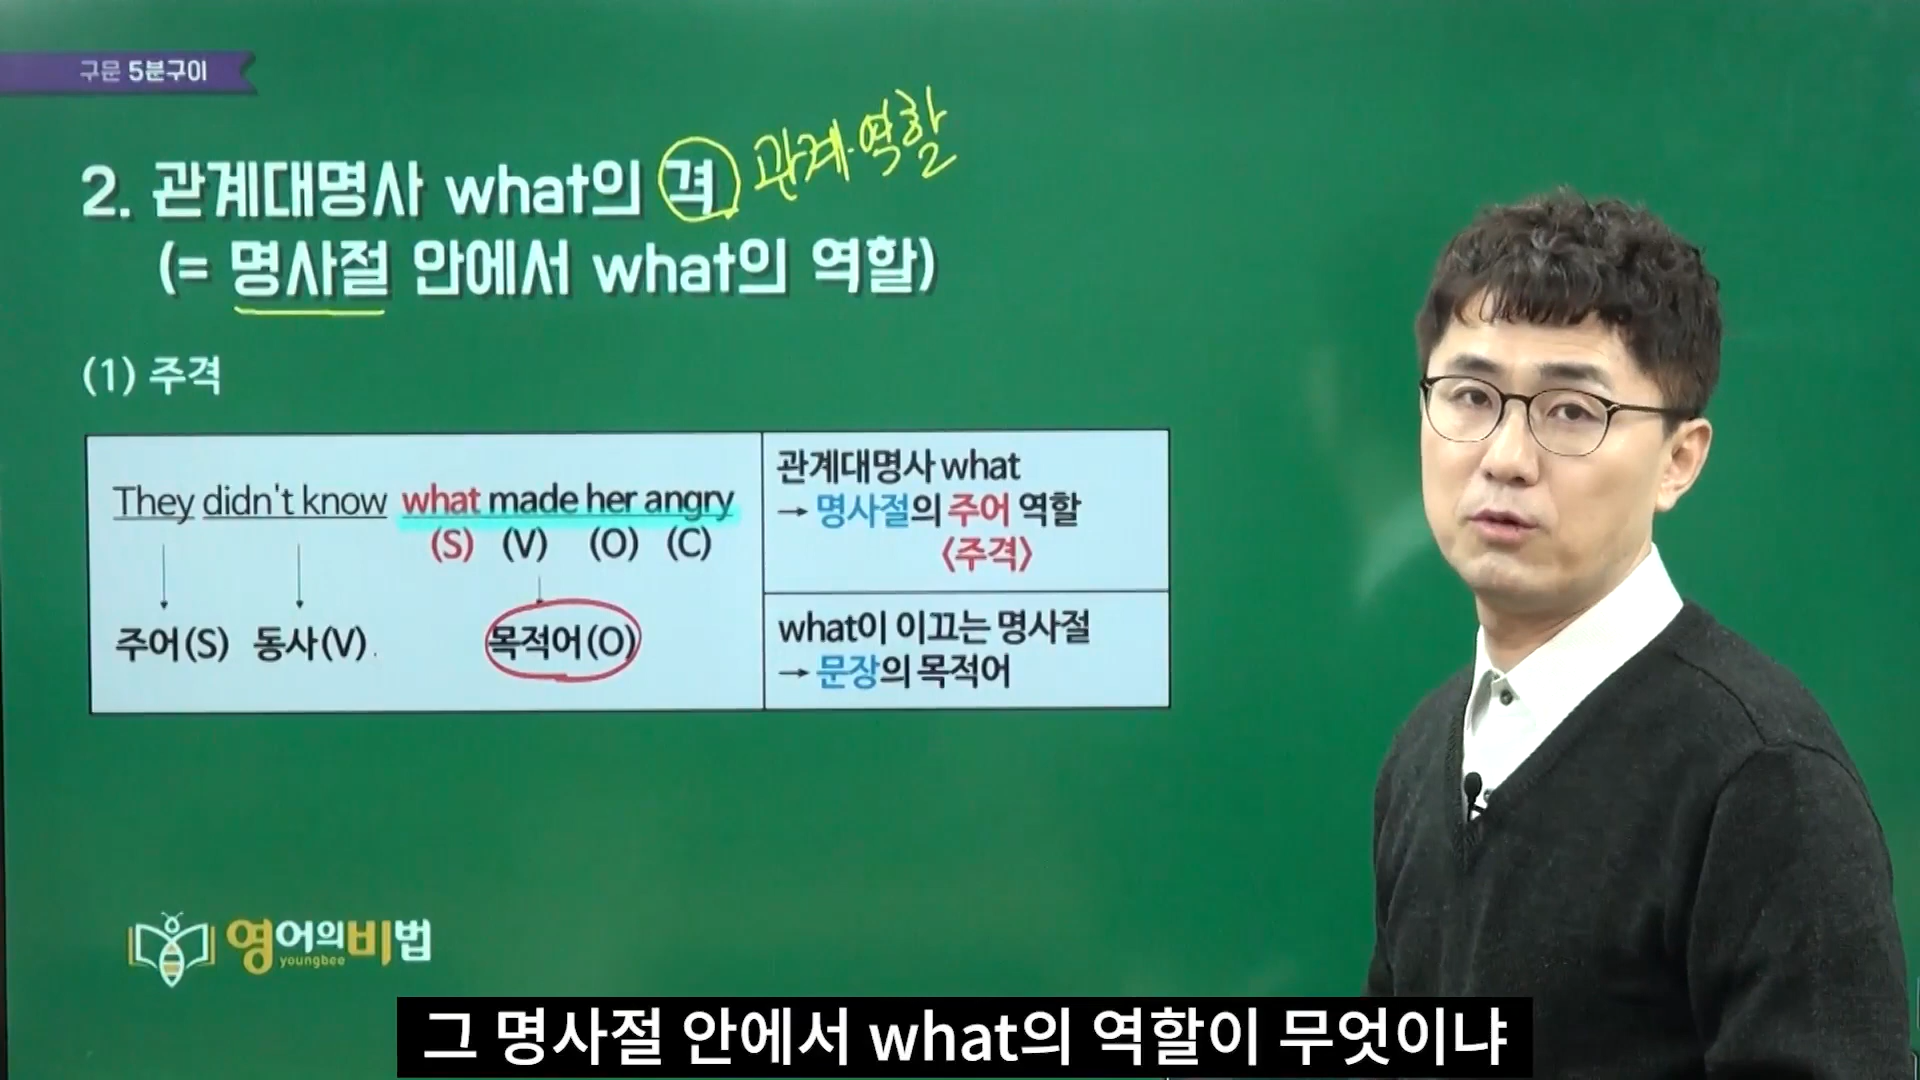 구문 5분구이
2. 관계대명사 what의 격 관계·역할
(= 명사절 안에서 what의 역할)
(1) 주격
They didn't know what made her angry
(S) (V) (O) (C)
주어(S) 동사(V) 목적어(O)
관계대명사 what
→ 명사절의 주어 역할
<주격>
what이 이끄는 명사절
→ 문장의 목적어
영어의비법
youngbee
그 명사절 안에서 what의 역할이 무엇이냐